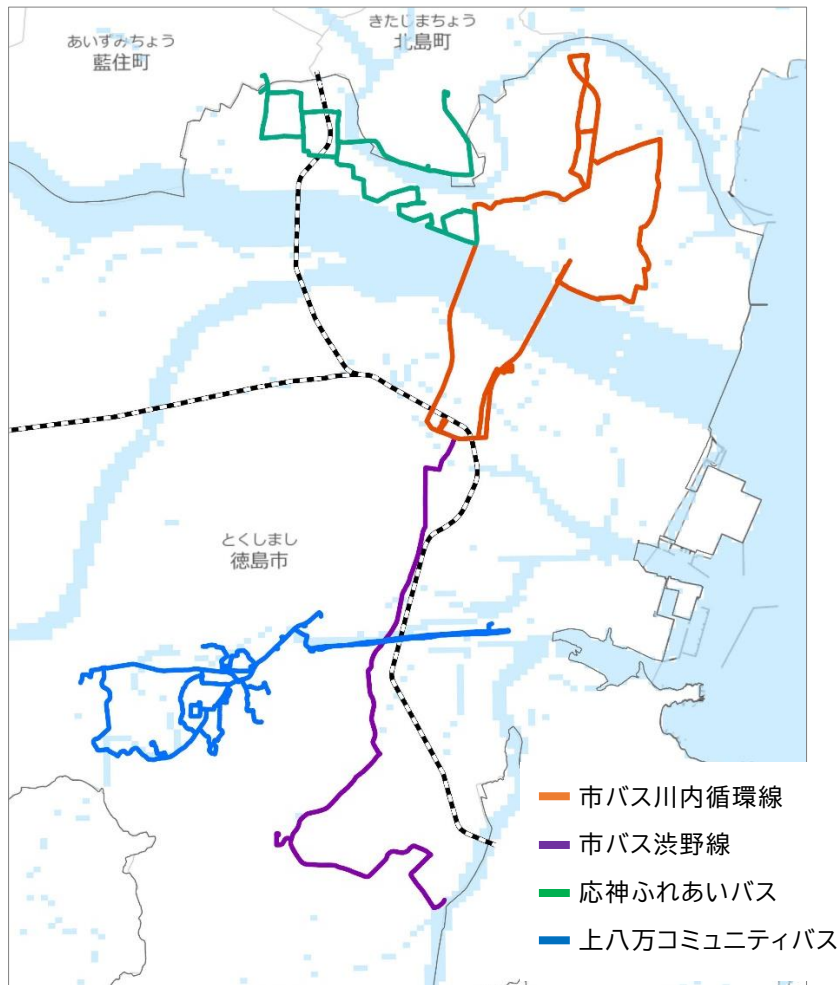 きたじまちょう
北島町
あいずみちょう
藍住町
とくしまし
徳島市
市バス川内循環線
市バス渋野線
応神ふれあいバス
上八万コミュニティバス